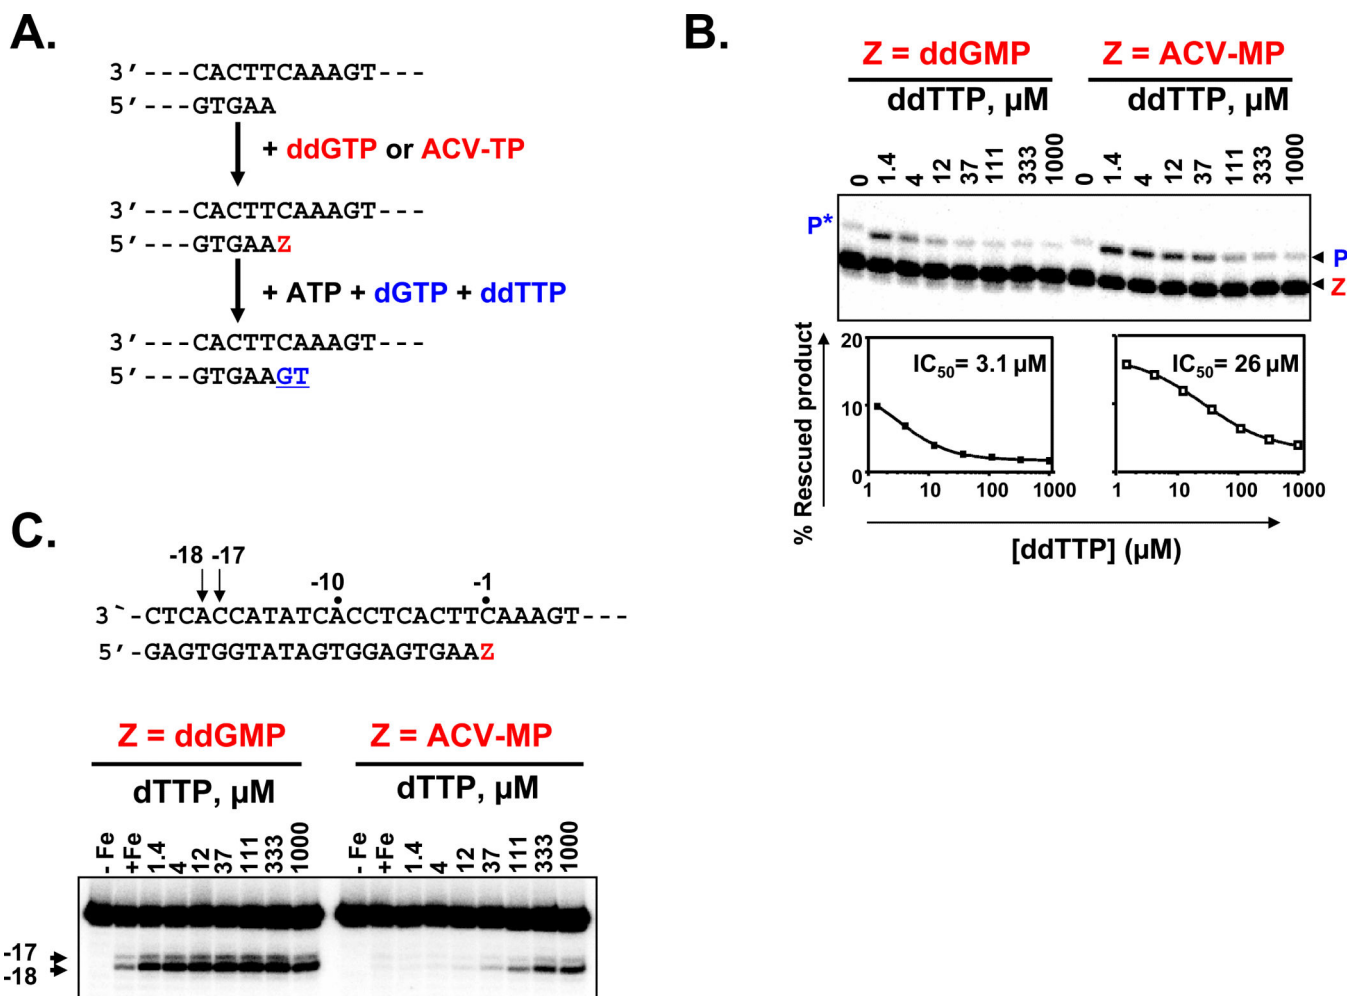 A.
3′---CACTTCAAAGT---
5′---GTGAA
+ ddGTP or ACV-TP
3′---CACTTCAAAGT---
5′---GTGAAZ
+ ATP + dGTP + ddTTP
3′---CACTTCAAAGT---
5′---GTGAAGT
B.
Z = ddGMP Z = ACV-MP
ddTTP, µM ddTTP, µM
0 1.4 4 12 37 111 333 1000 0 1.4 4 12 37 111 333 1000
P*
P
Z
% Rescued product
20
10
0
IC50= 3.1 µM
IC50= 26 µM
1 10 100 1000 1 10 100 1000
[ddTTP] (µM)
C.
-18 -17
-10 -1
3`-CTCACCATATCACCTCACTTCAAAGT---
5′-GAGTGGTATAGTGGAGTGAAZ
Z = ddGMP Z = ACV-MP
dTTP, µM dTTP, µM
- Fe +Fe 1.4 4 12 37 111 333 1000 - Fe +Fe 1.4 4 12 37 111 333 1000
-17
-18